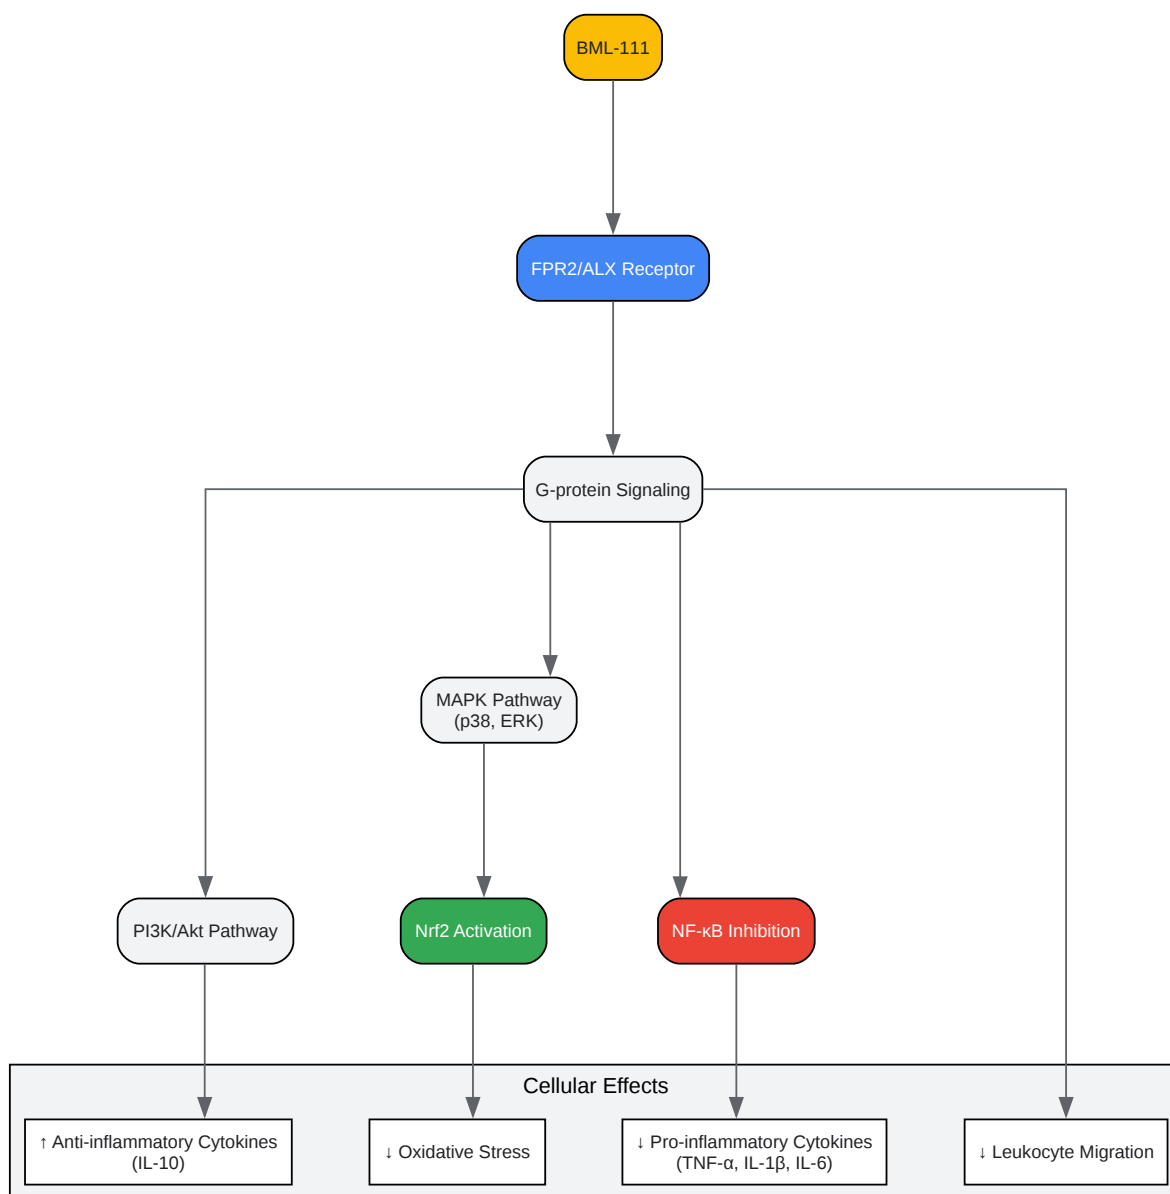 BML-111
FPR2/ALX Receptor
G-protein Signaling
MAPK Pathway
(p38, ERK)
PI3K/Akt Pathway
Nrf2 Activation
NF-κB Inhibition
Cellular Effects
↑ Anti-inflammatory Cytokines
(IL-10)
↓ Oxidative Stress
↓ Pro-inflammatory Cytokines
(TNF-α, IL-1β, IL-6)
↓ Leukocyte Migration